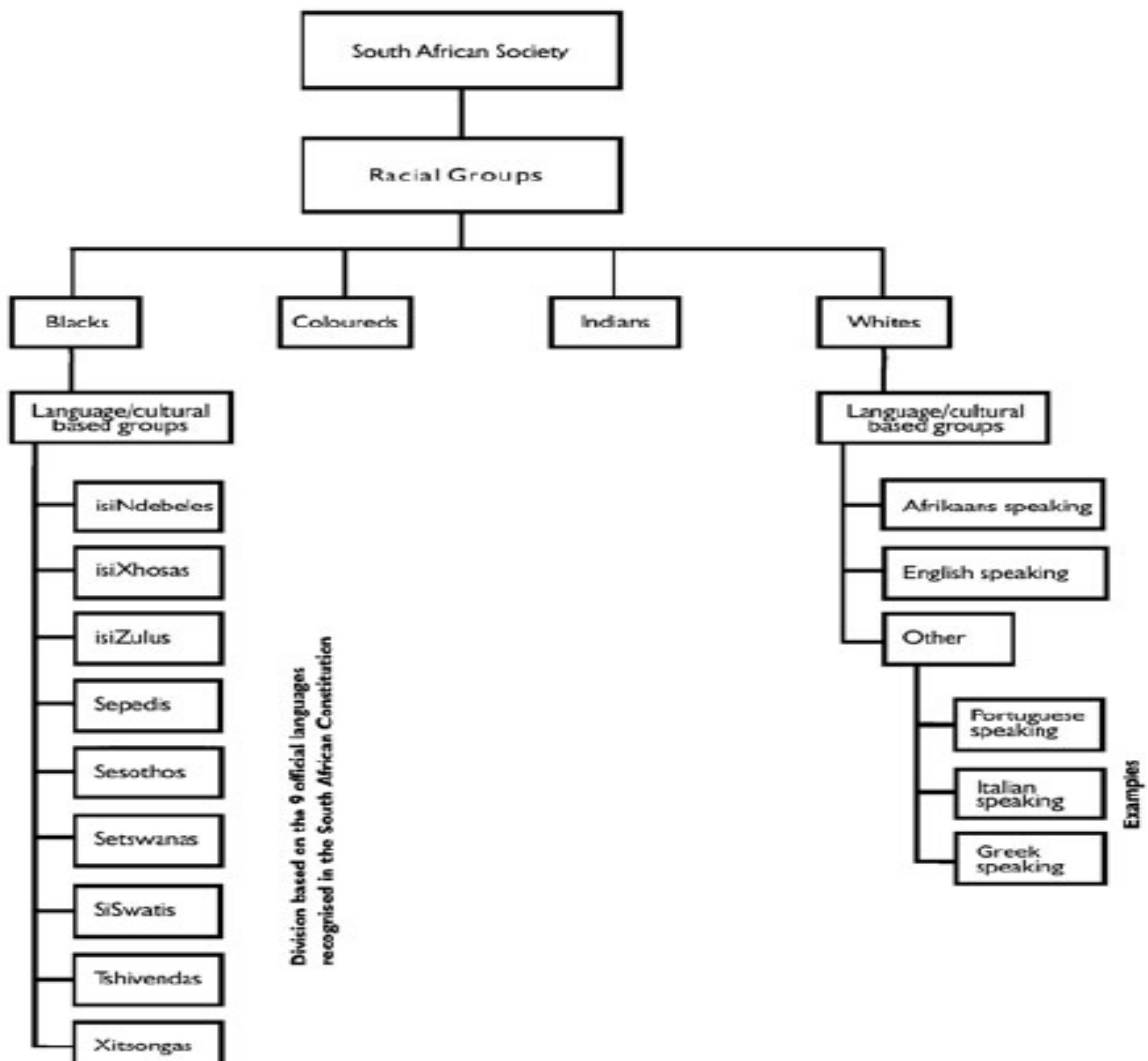 South African Society
Racial Groups
Blacks
Coloureds
Indians
Whites
Language/cultural
based groups
isiNdebeles
isiXhosas
isiZulus
Sepedis
Sesothos
Setswanas
SiSwatis
Tshivendas
Xitsongas
Division based on the 9 official languages
recognised in the South African Constitution
Language/cultural
based groups
Afrikaans speaking
English speaking
Other
Portuguese
speaking
Italian
speaking
Greek
speaking
Examples